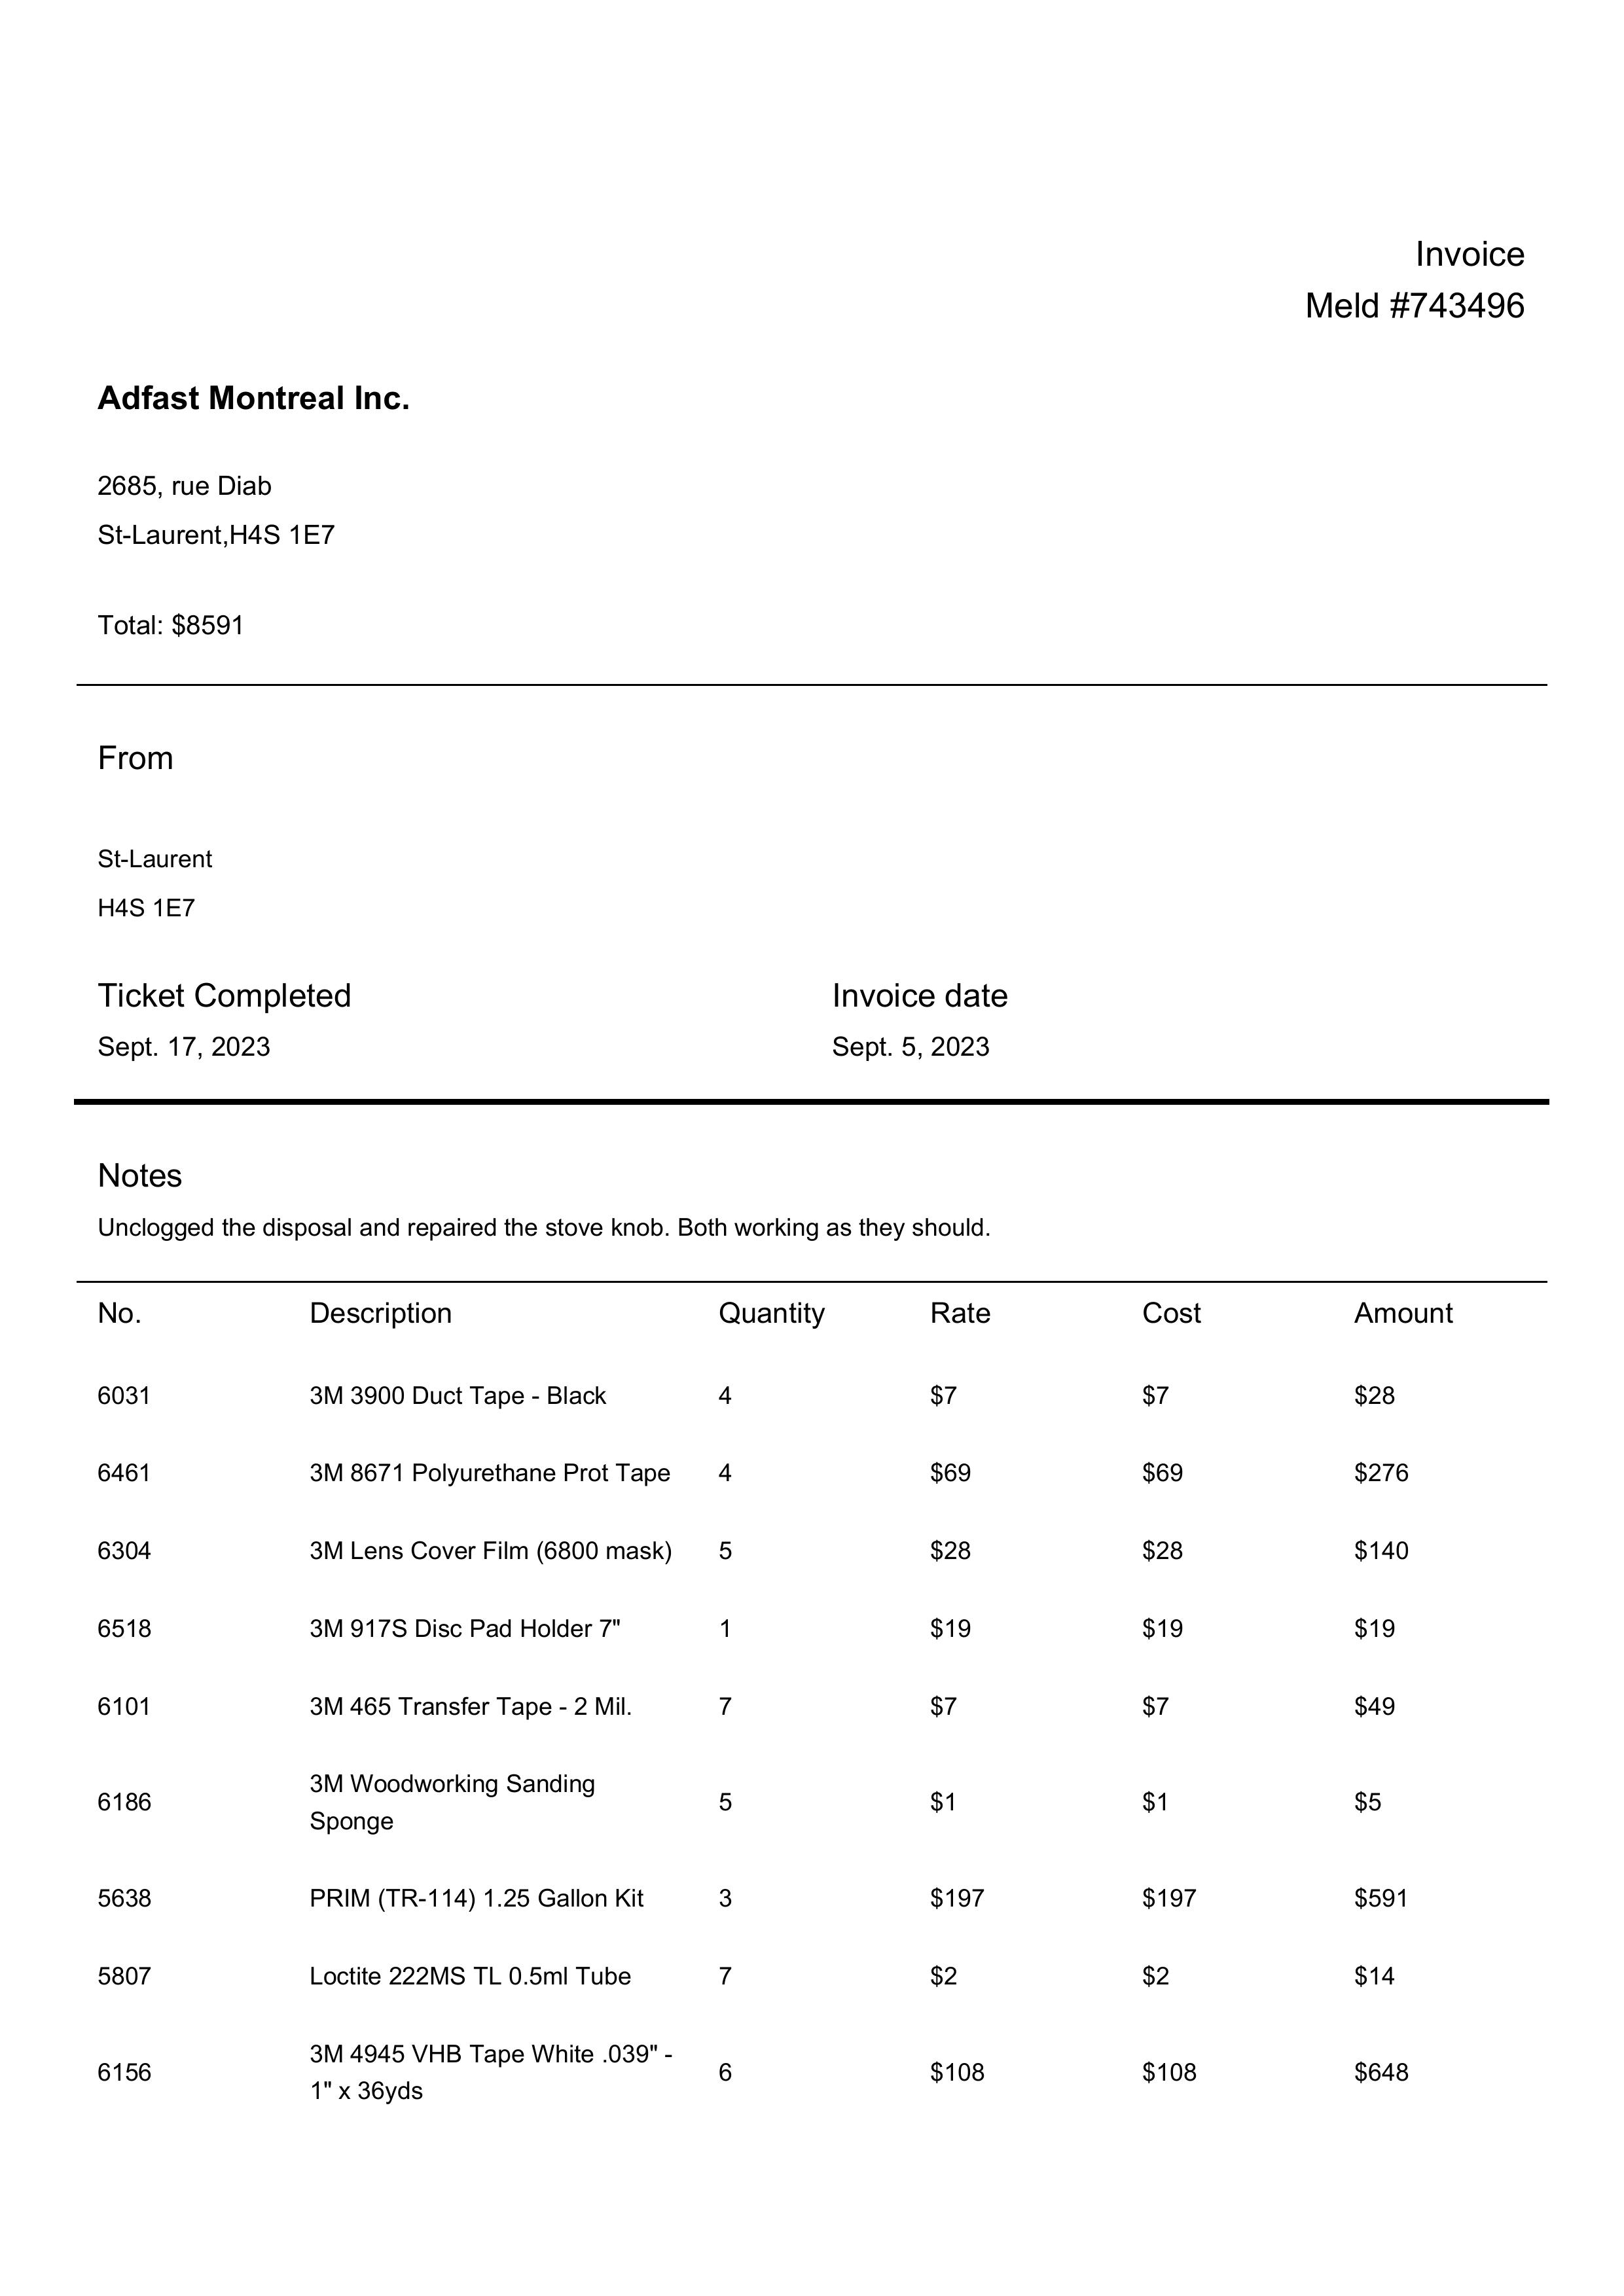 Invoice
Meld #743496
Adfast Montreal Inc.
2685, rue Diab
St-Laurent,H4S 1E7
Total: $8591
From
St-Laurent
H4S 1E7
Ticket Completed Invoice date
Sept. 17, 2023 Sept. 5, 2023
Notes
Unclogged the disposal and repaired the stove knob. Both working as they should.
No. Description Quantity Rate Cost Amount
6031 3M 3900 Duct Tape - Black 4 $7 $7 $28
6461 3M 8671 Polyurethane Prot Tape 4 $69 $69 $276
6304 3M Lens Cover Film (6800 mask) 5 $28 $28 $140
6518 3M 917S Disc Pad Holder 7" 1 $19 $19 $19
6101 3M 465 Transfer Tape - 2 Mil. 7 $7 $7 $49
3M Woodworking Sanding
6186 5 $1 $1 $5
Sponge
5638 PRIM (TR-114) 1.25 Gallon Kit 3 $197 $197 $591
5807 Loctite 222MS TL 0.5ml Tube 7 $2 $2 $14
3M 4945 VHB Tape White .039" -
6156 6 $108 $108 $648
1" x 36yds